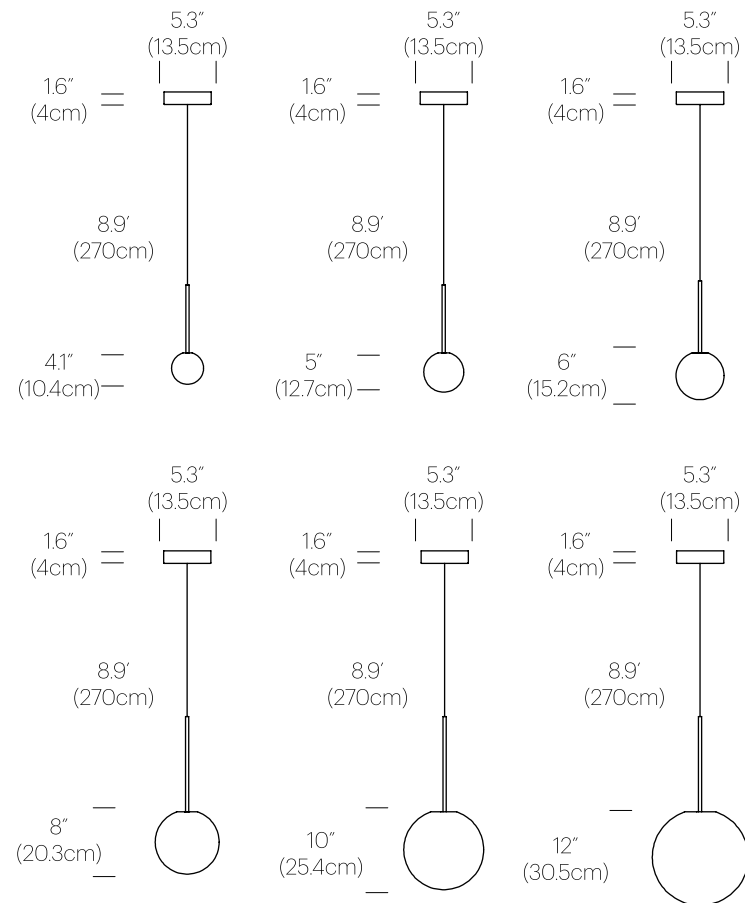 5.3”
(13.5cm)
1.6”
(4cm)
8.9’
(270cm)
4.1”
(10.4cm)
5.3”
(13.5cm)
1.6”
(4cm)
8.9’
(270cm)
5”
(12.7cm)
5.3”
(13.5cm)
1.6”
(4cm)
8.9’
(270cm)
6”
(15.2cm)
5.3”
(13.5cm)
1.6”
(4cm)
8.9’
(270cm)
8”
(20.3cm)
5.3”
(13.5cm)
1.6”
(4cm)
8.9’
(270cm)
10”
(25.4cm)
5.3”
(13.5cm)
1.6”
(4cm)
8.9’
(270cm)
12”
(30.5cm)